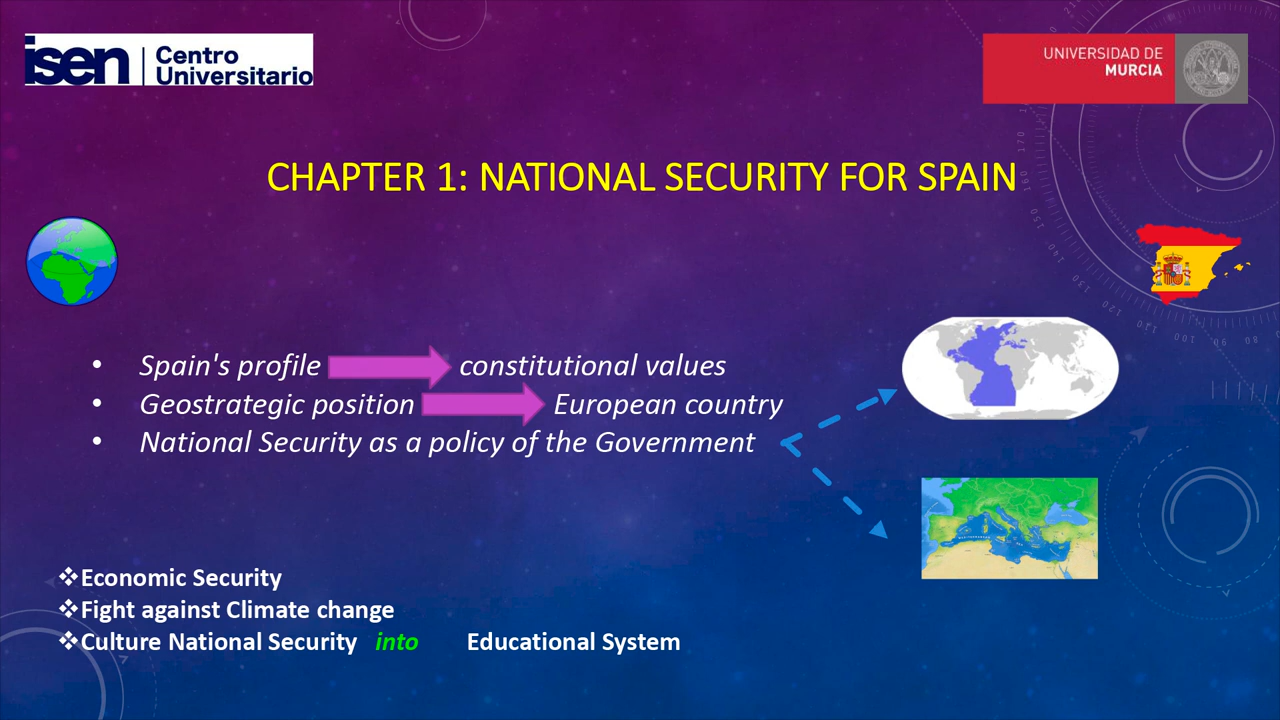 isen Centro
Universitario
UNIVERSIDAD DE
MURCIA
CHAPTER 1: NATIONAL SECURITY FOR SPAIN
• Spain's profile constitutional values
• Geostrategic position European country
• National Security as a policy of the Government
❖Economic Security
❖Fight against Climate change
❖Culture National Security into Educational System